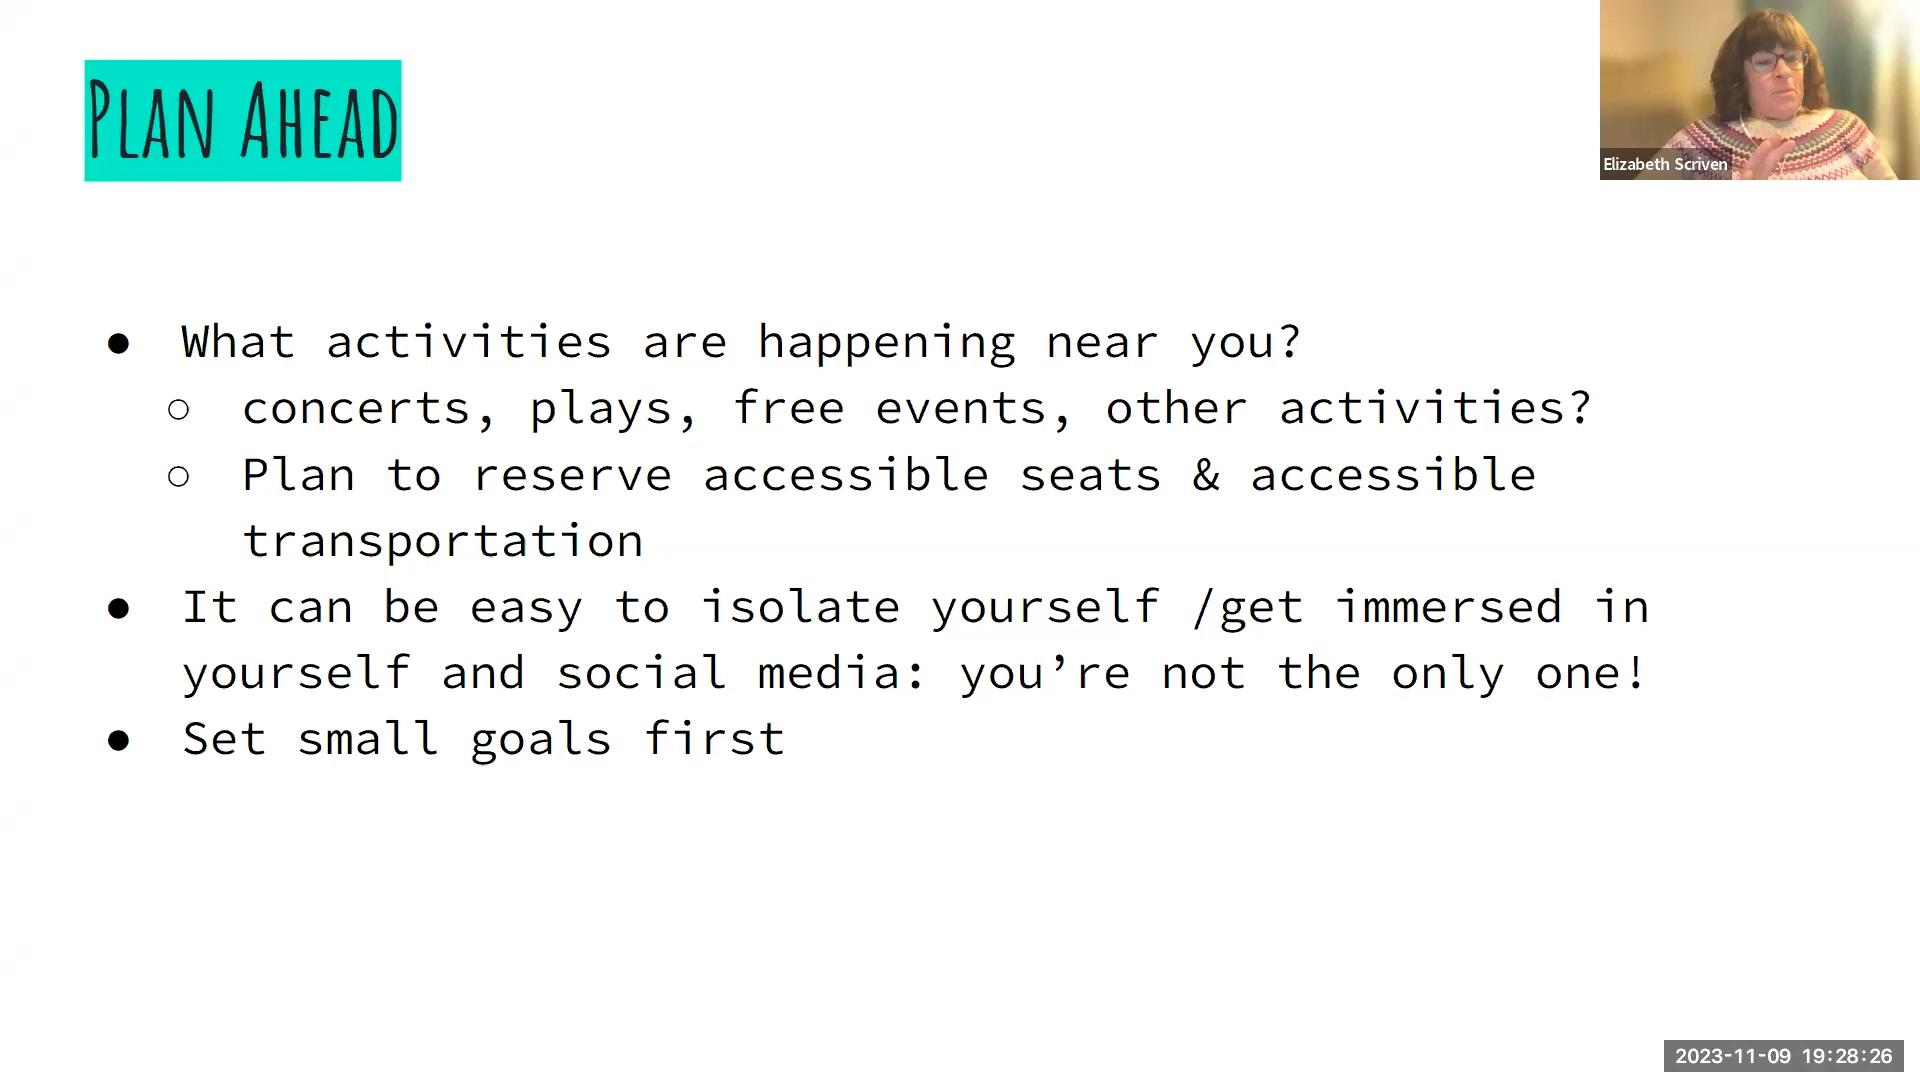 Plan Ahead
Elizabeth Scriven
● What activities are happening near you?
○ concerts, plays, free events, other activities?
○ Plan to reserve accessible seats & accessible
transportation
● It can be easy to isolate yourself /get immersed in
yourself and social media: you’re not the only one!
● Set small goals first
2023-11-09 19:28:26